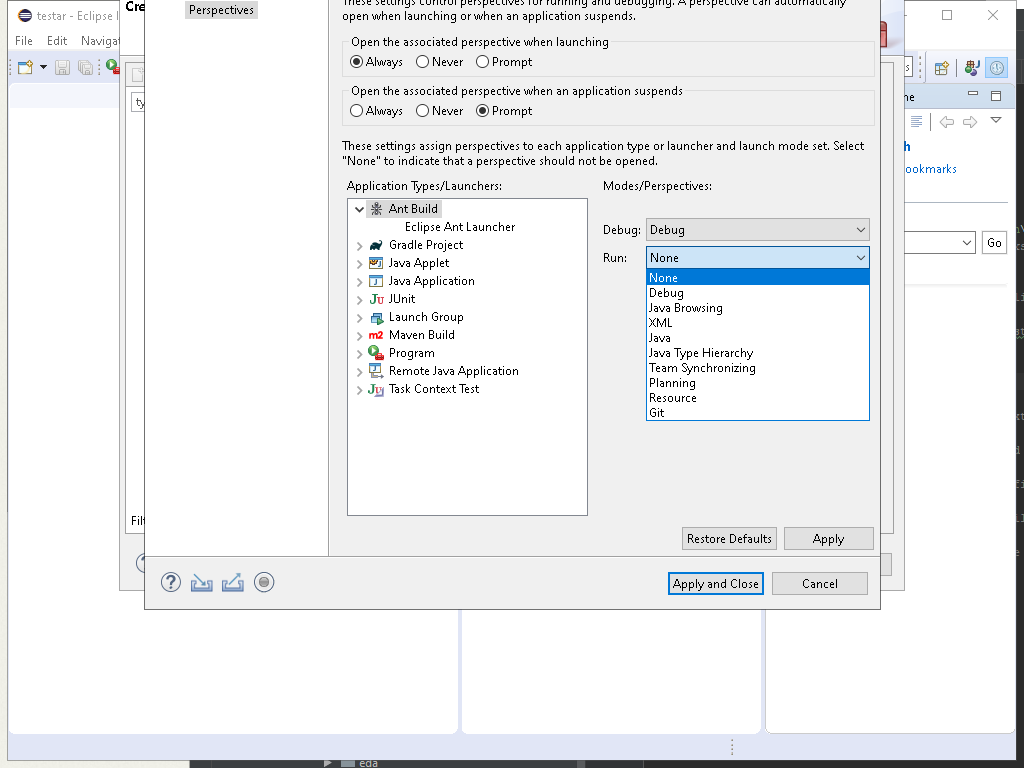 testar - Eclipse I
Cre
Perspectives
These settings control perspectives for running and debugging. A perspective can automatically
open when launching or when an application suspends.
File Edit Navigat
Open the associated perspective when launching
Always Never Prompt
Open the associated perspective when an application suspends
Always Never Prompt
ty
These settings assign perspectives to each application type or launcher and launch mode set. Select
"None" to indicate that a perspective should not be opened.
ookmarks
Application Types/Launchers:
Modes/Perspectives:
Ant Build
Eclipse Ant Launcher
Gradle Project
Java Applet
Java Application
JUnit
Launch Group
Maven Build
Program
Remote Java Application
Task Context Test
Debug: Debug
Run: None
None
Debug
Java Browsing
XML
Java
Java Type Hierarchy
Team Synchronizing
Planning
Resource
Git
Go
Filt
Restore Defaults Apply
Apply and Close Cancel
eda